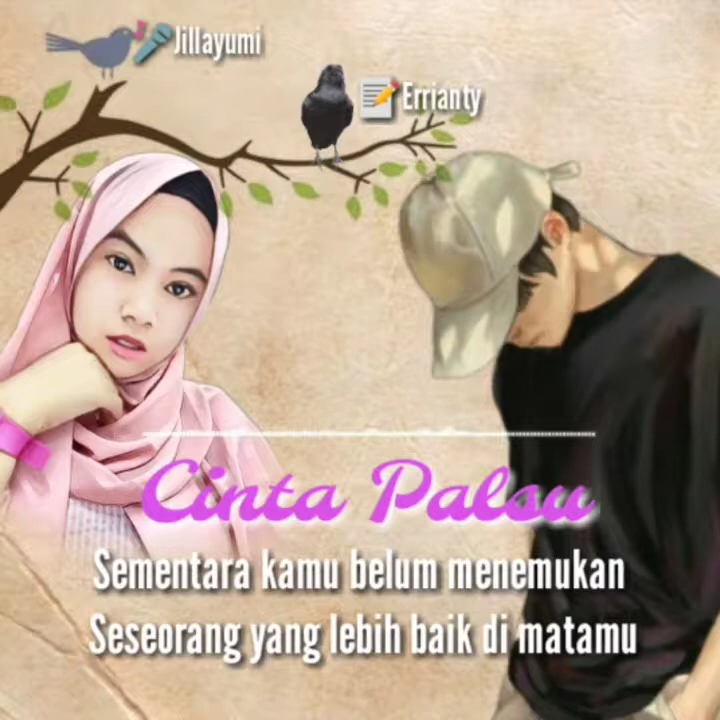 Jillayumi
Errianty
Cinta Palsu
Sementara kamu belum menemukan
Seseorang yang lebih baik di matamu